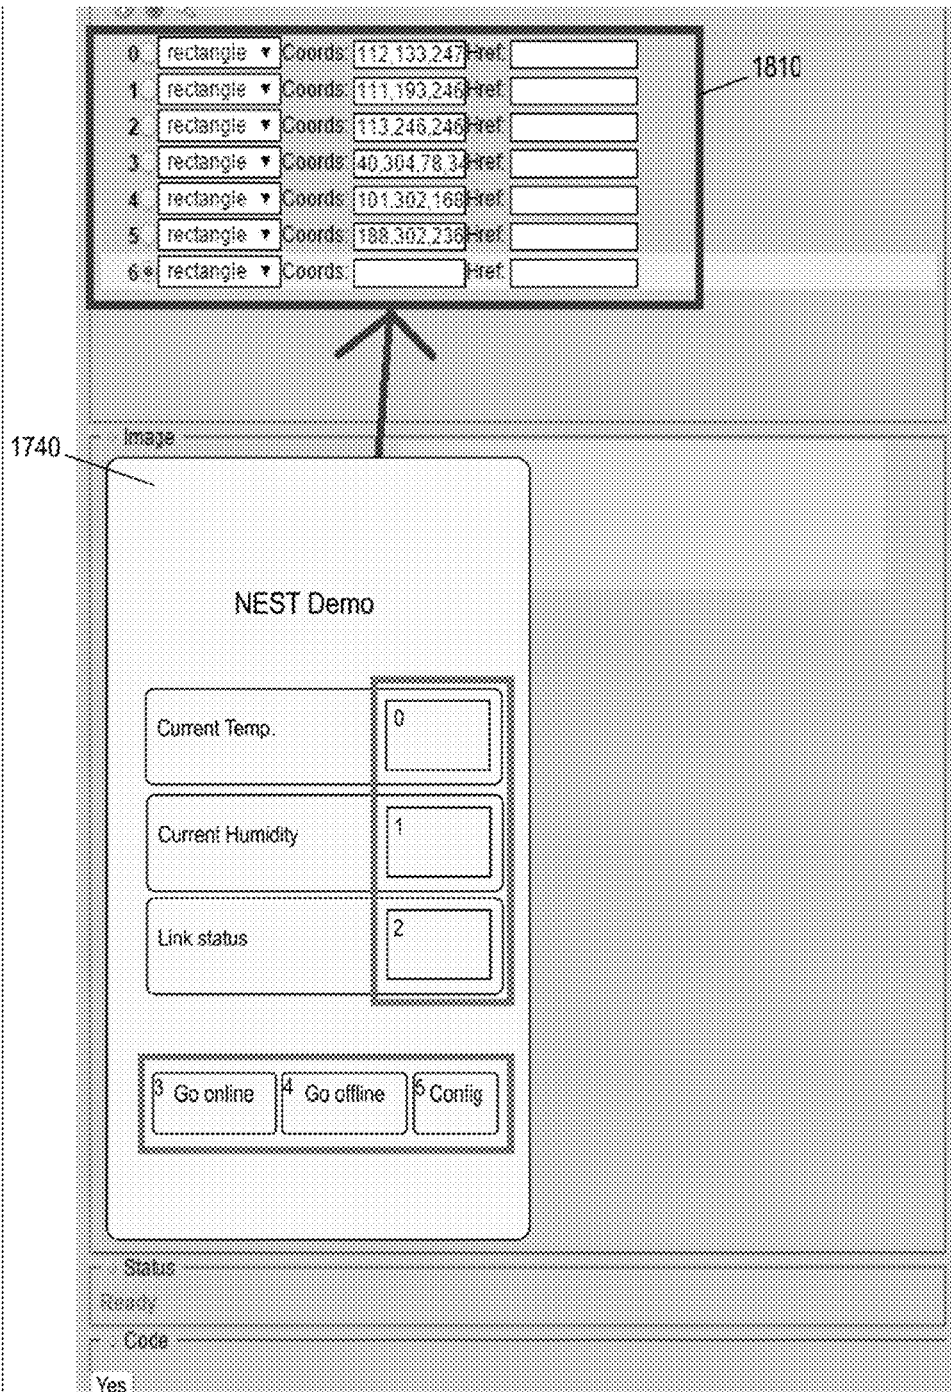 0 rectangle ▼ Coords: 112,133,247 Href:
1810
1 rectangle ▼ Coords: 111,193,246 Href:
2 rectangle ▼ Coords: 113,246,246 Href:
3 rectangle ▼ Coords: 40,304,78,34 Href:
4 rectangle ▼ Coords: 101,302,168 Href:
5 rectangle ▼ Coords: 188,302,236 Href:
6 rectangle ▼ Coords: Href:
Image
1740
NEST Demo
Current Temp.
0
Current Humidity
1
Link status
2
3 Go online 4 Go offline 5 Config
Status
Ready
Code
Yes